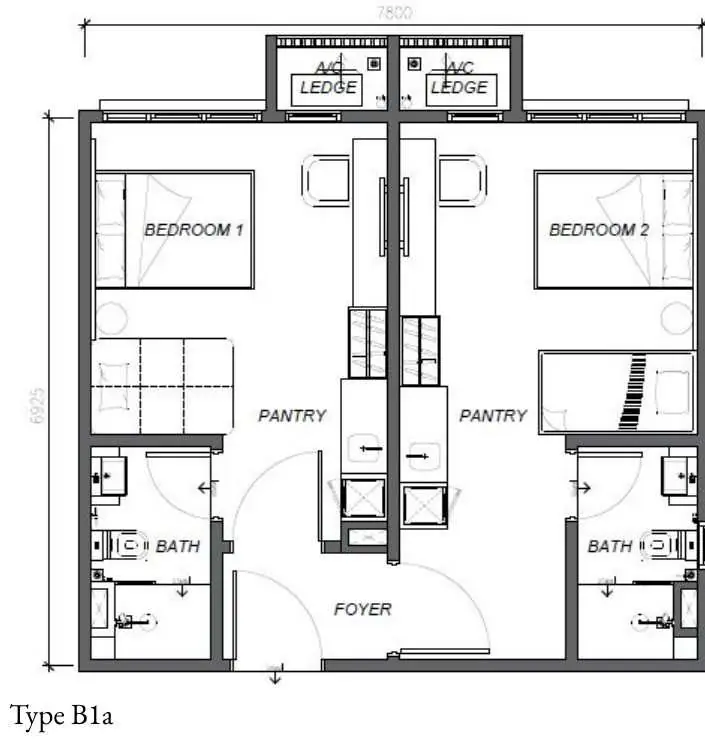 7800
A/C
LEDGE
A/C
LEDGE
BEDROOM 1
BEDROOM 2
6925
PANTRY
PANTRY
BATH
BATH
FOYER
Type B1a